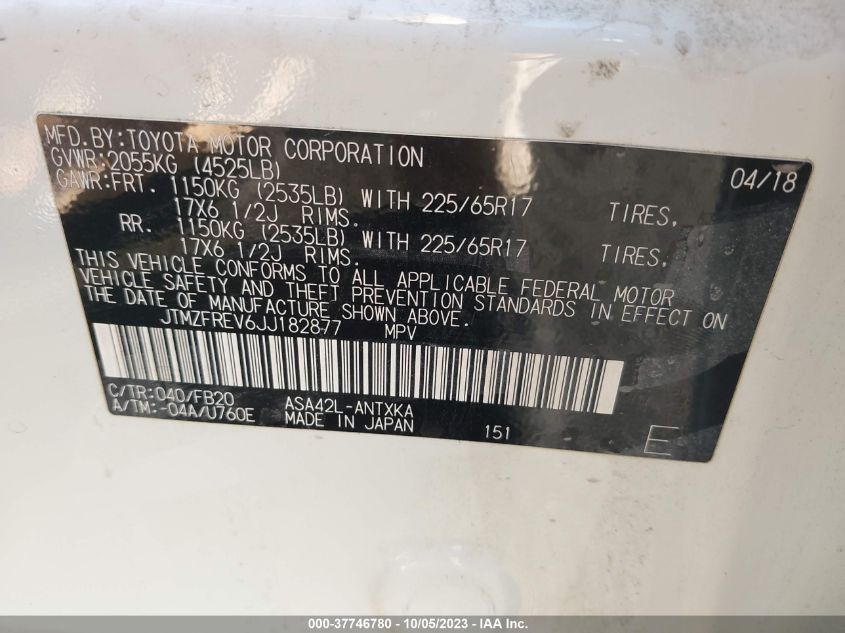 MFD.BY:TOYOTA MOTOR CORPORATION 04/18
GVWR:2055KG (4525LB)
GAWR:FRT. 1150KG (2535LB) WITH 225/65R17 TIRES,
17X6 1/2J RIMS.
RR. 1150KG (2535LB) WITH 225/65R17 TIRES,
17X6 1/2J RIMS.
THIS VEHICLE CONFORMS TO ALL APPLICABLE FEDERAL MOTOR
VEHICLE SAFETY AND THEFT PREVENTION STANDARDS IN EFFECT ON
THE DATE OF MANUFACTURE SHOWN ABOVE.
JTMZFREV6JJ182877 MPV
C/TR:040/FB20 ASA42L-ANTXKA
A/TM:-04A/U760E MADE IN JAPAN 151 E
000-37746780 - 10/05/2023 - IAA Inc.